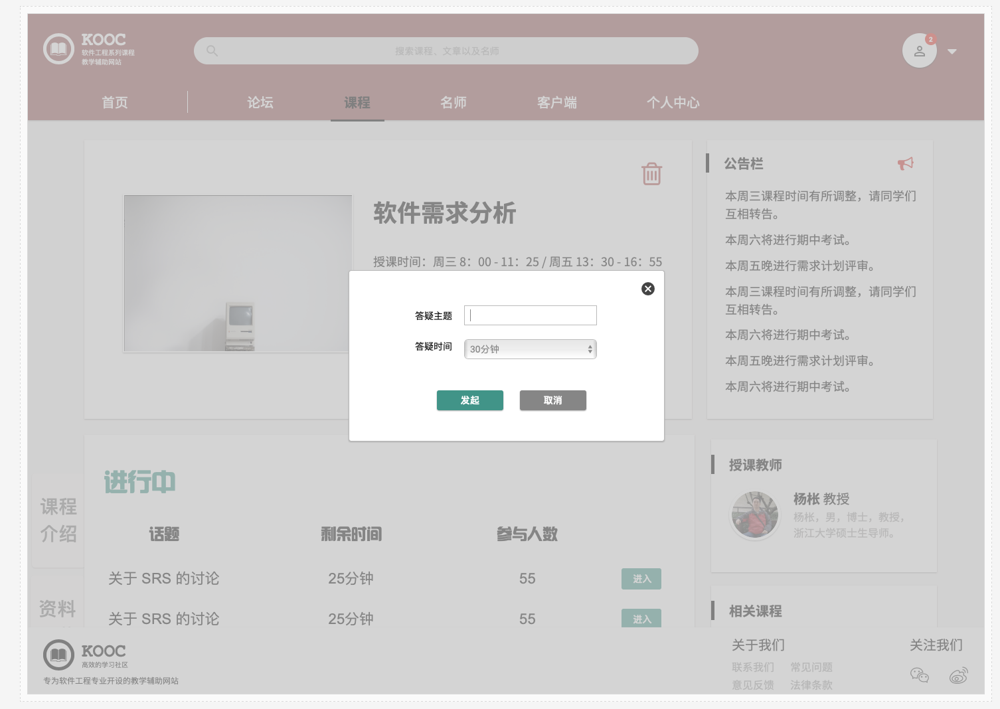 KOOC
软件工程系列课程
教学辅助网站
搜索课程、文章以及名师
2
首页
论坛
课程
名师
客户端
个人中心
软件需求分析
授课时间：周三 8：00 - 11：25 / 周五 13：30 - 16：55
公告栏
本周三课程时间有所调整，请同学们
互相转告。
本周六将进行期中考试。
本周五晚进行需求计划评审。
本周三课程时间有所调整，请同学们
互相转告。
本周六将进行期中考试。
本周五晚进行需求计划评审。
本周六将进行期中考试。
答疑主题
答疑时间
30分钟
发起
取消
课程
介绍
资料
进行中
话题
剩余时间
参与人数
关于 SRS 的讨论
25分钟
55
进入
关于 SRS 的讨论
25分钟
55
进入
授课教师
杨枨 教授
杨枨，男，博士，教授，
浙江大学硕士生导师。
相关课程
KOOC
高效的学习社区
专为软件工程专业开设的教学辅助网站
关于我们
联系我们
常见问题
意见反馈
法律条款
关注我们